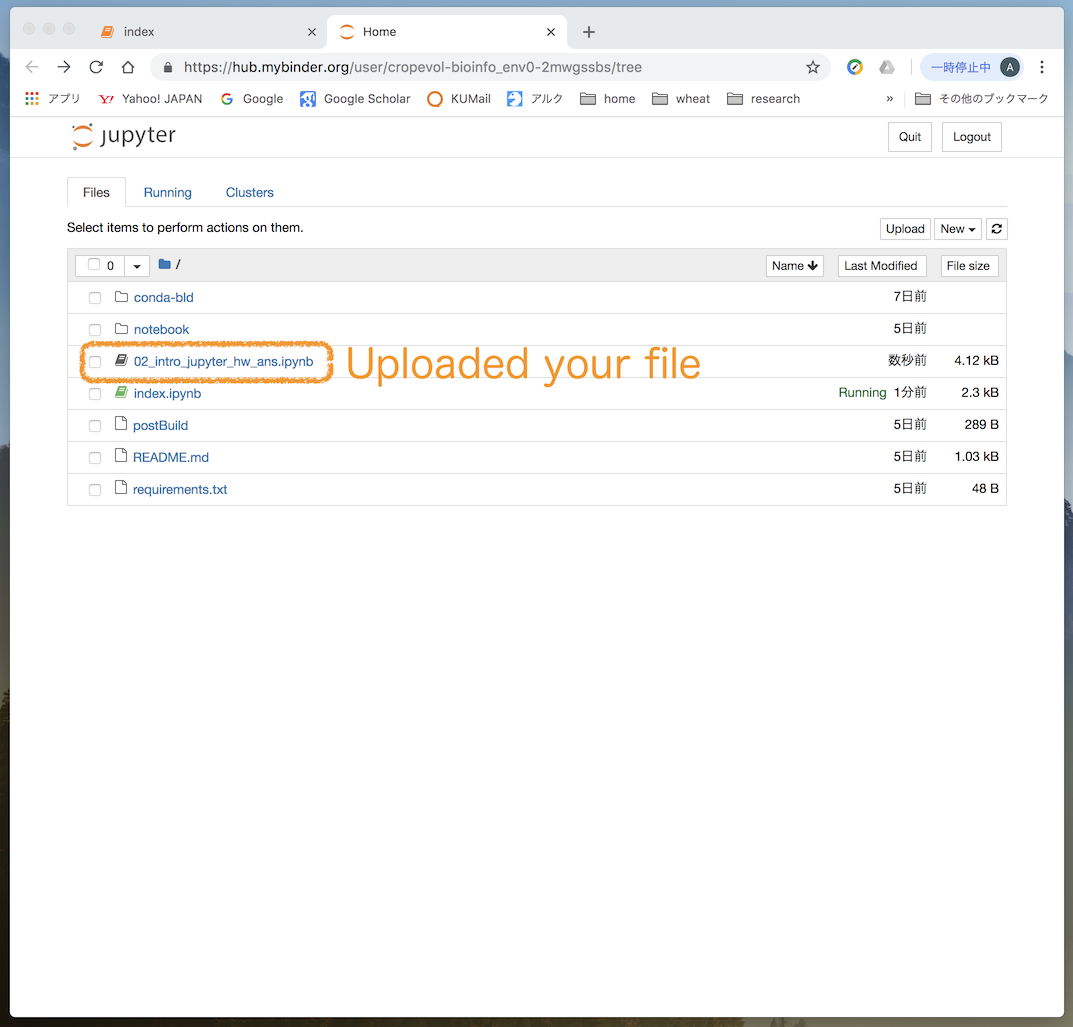 index
Home
https://hub.mybinder.org/user/cropevol-bioinfo_env0-2mwgssbs/tree
一時停止中 A
アプリ Yahoo! JAPAN Google Google Scholar KUMail アルク home wheat research » その他のブックマーク
jupyter Quit Logout
Files Running Clusters
Select items to perform actions on them. Upload New
0 / Name Last Modified File size
conda-bld 7日前
notebook 5日前
02_intro_jupyter_hw_ans.ipynb 数秒前 4.12 kB
Uploaded your file
index.ipynb Running 1分前 2.3 kB
postBuild 5日前 289 B
README.md 5日前 1.03 kB
requirements.txt 5日前 48 B